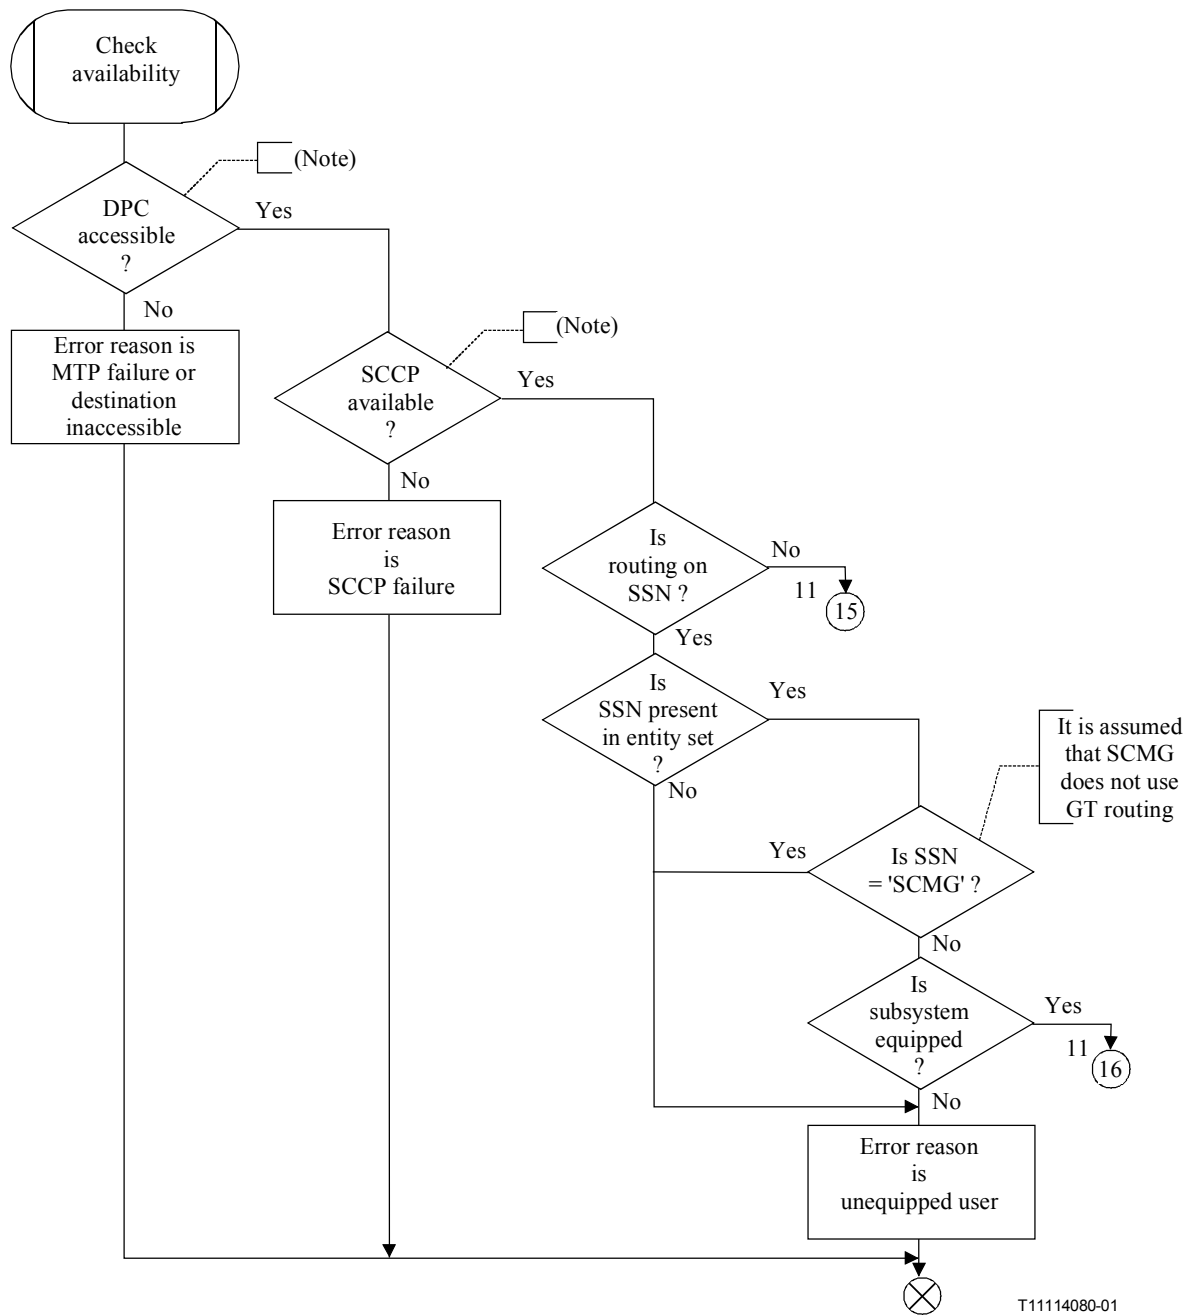 Check
availability
(Note)
DPC
accessible
?
Yes
No
Error reason is
MTP failure or
destination
inaccessible
(Note)
SCCP
available
?
Yes
No
Error reason
is
SCCP failure
Is
routing on
SSN ?
No
11
15
Yes
Is
SSN present
in entity set
?
Yes
No
It is assumed
that SCMG
does not use
GT routing
Yes
Is SSN
= 'SCMG' ?
No
Is
subsystem
equipped
?
Yes
11
16
No
Error reason
is
unequipped user
T11114080-01